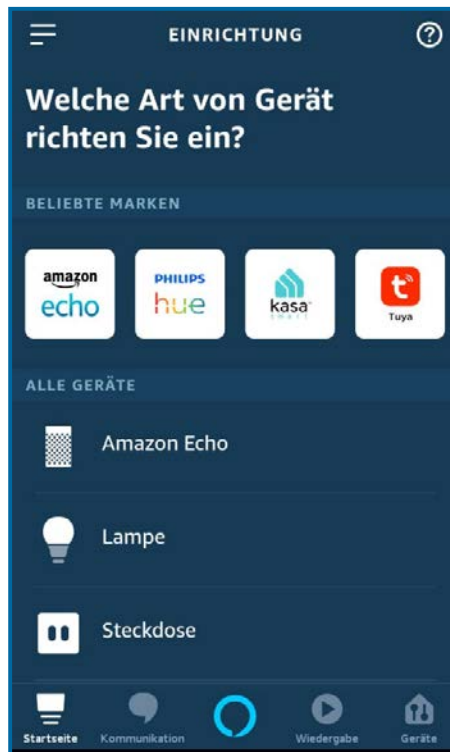 EINRICHTUNG
?
Welche Art von Gerät
richten Sie ein?
BELIEBTE MARKEN
amazon
echo
PHILIPS
hue
kasa
smart
Tuya
ALLE GERÄTE
Amazon Echo
Lampe
Steckdose
Startseite Kommunikation Wiedergabe Geräte